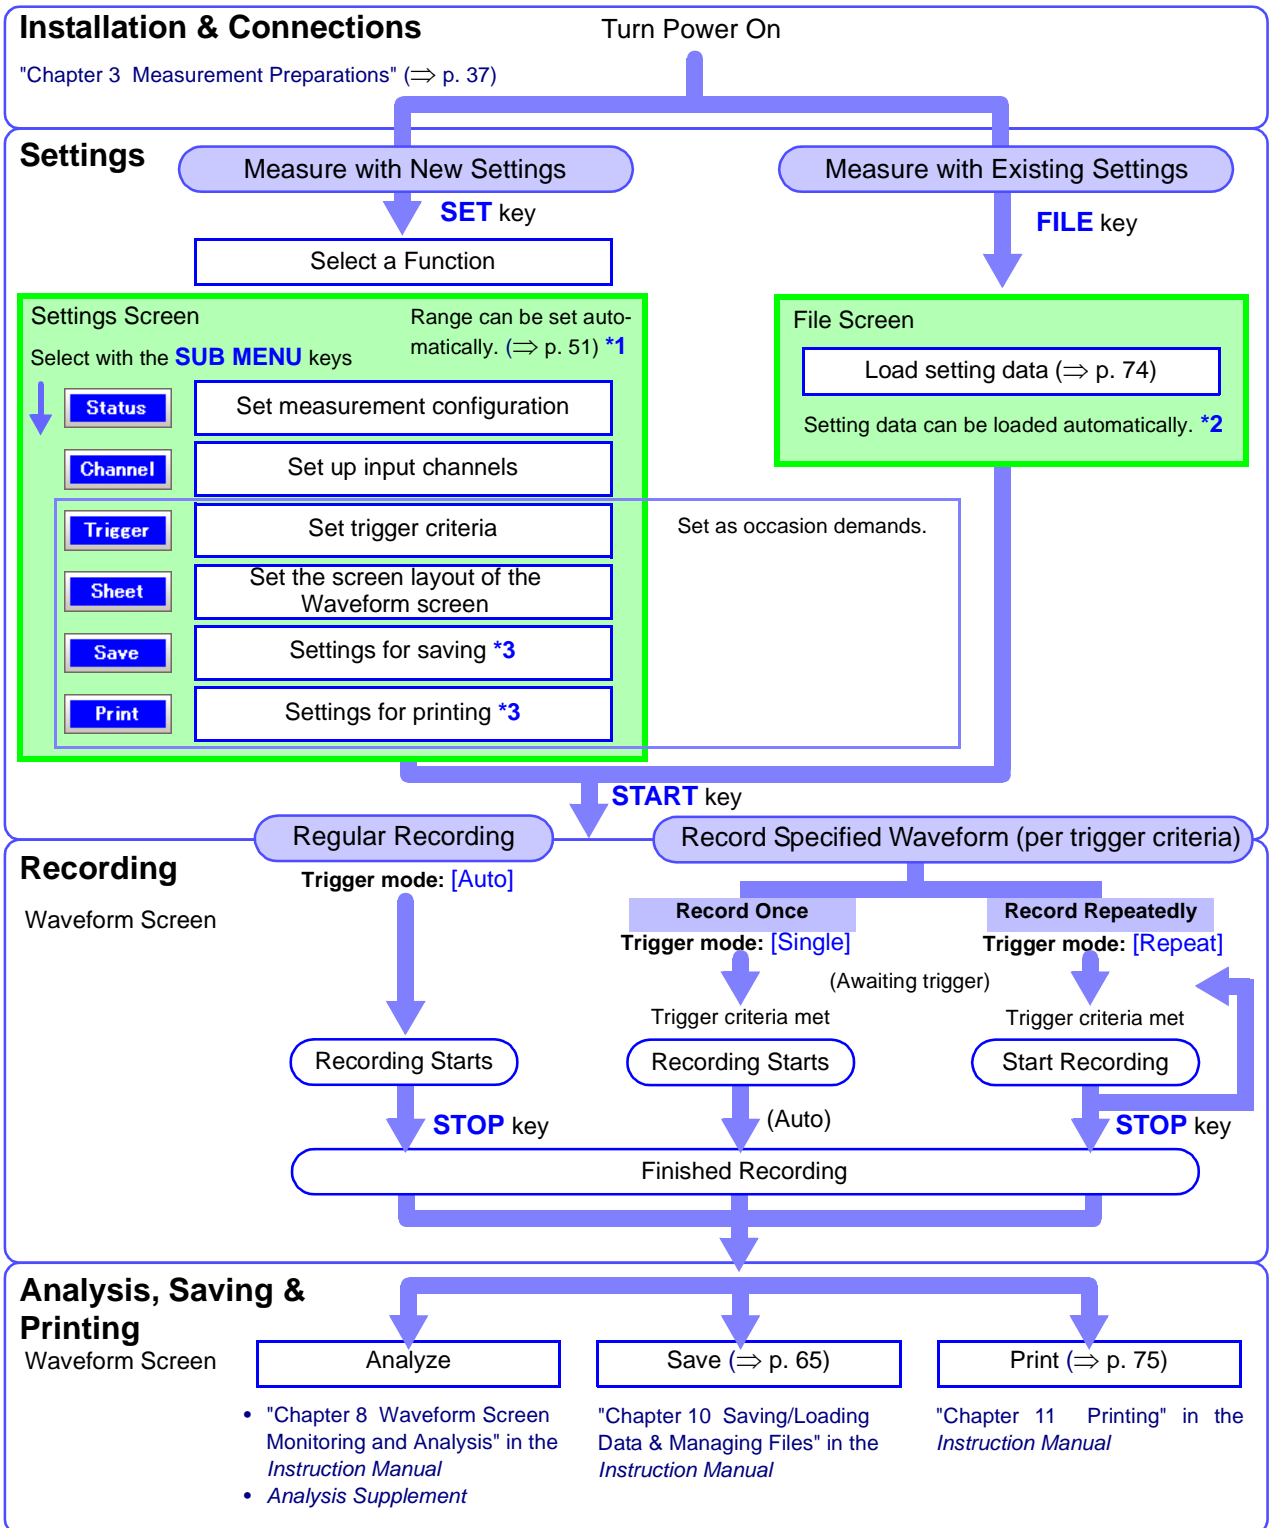 Installation & Connections
Turn Power On
"Chapter 3  Measurement Preparations" (⇒ p. 37)
Settings
Measure with New Settings
Measure with Existing Settings
SET key
FILE key
Select a Function
Settings Screen
Range can be set auto-
matically. (⇒ p. 51) *1
Select with the SUB MENU keys
File Screen
Load setting data (⇒ p. 74)
Setting data can be loaded automatically. *2
Status
Set measurement configuration
Channel
Set up input channels
Trigger
Set trigger criteria
Set as occasion demands.
Sheet
Set the screen layout of the
Waveform screen
Save
Settings for saving *3
Print
Settings for printing *3
START key
Regular Recording
Record Specified Waveform (per trigger criteria)
Recording
Trigger mode: [Auto]
Waveform Screen
Record Once
Record Repeatedly
Trigger mode: [Single]
Trigger mode: [Repeat]
(Awaiting trigger)
Trigger criteria met
Trigger criteria met
Recording Starts
Recording Starts
Start Recording
STOP key
(Auto)
STOP key
Finished Recording
Analysis, Saving &
Printing
Waveform Screen
Analyze
Save (⇒ p. 65)
Print (⇒ p. 75)
• "Chapter 8  Waveform Screen
Monitoring and Analysis" in the
Instruction Manual
• Analysis Supplement
"Chapter 10  Saving/Loading
Data & Managing Files" in the
Instruction Manual
"Chapter 11  Printing" in the
Instruction Manual